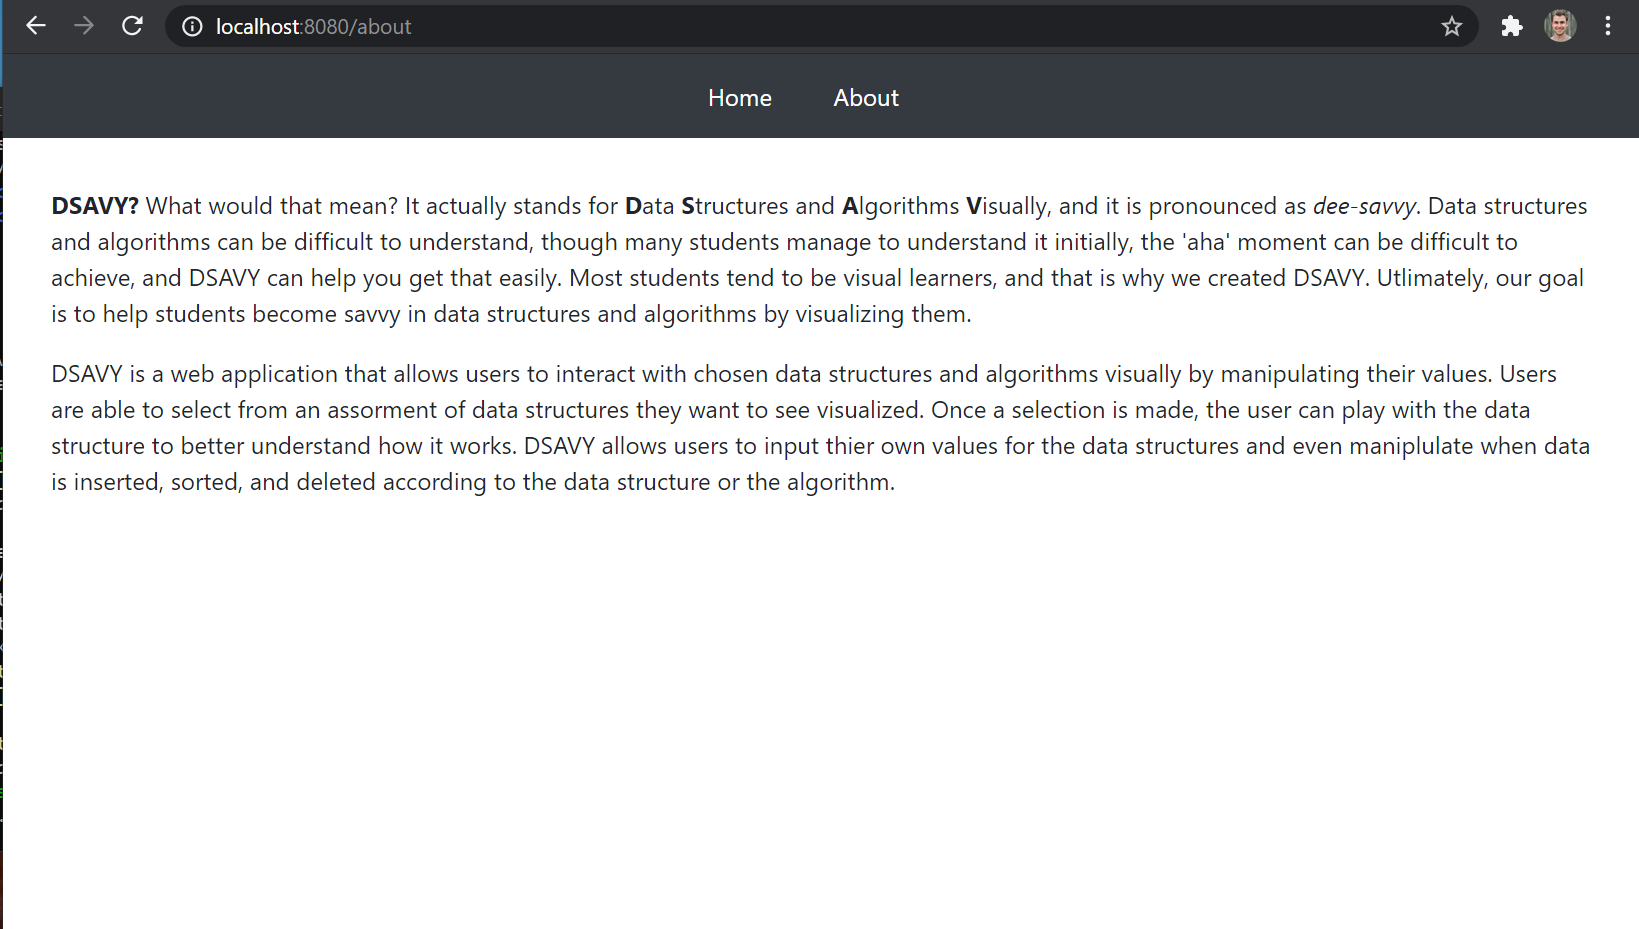 localhost:8080/about
Home About
DSAVY? What would that mean? It actually stands for Data Structures and Algorithms Visually, and it is pronounced as dee-savvy. Data structures
and algorithms can be difficult to understand, though many students manage to understand it initially, the 'aha' moment can be difficult to
achieve, and DSAVY can help you get that easily. Most students tend to be visual learners, and that is why we created DSAVY. Utlimately, our goal
is to help students become savvy in data structures and algorithms by visualizing them.
DSAVY is a web application that allows users to interact with chosen data structures and algorithms visually by manipulating their values. Users
are able to select from an assorment of data structures they want to see visualized. Once a selection is made, the user can play with the data
structure to better understand how it works. DSAVY allows users to input thier own values for the data structures and even maniplulate when data
is inserted, sorted, and deleted according to the data structure or the algorithm.